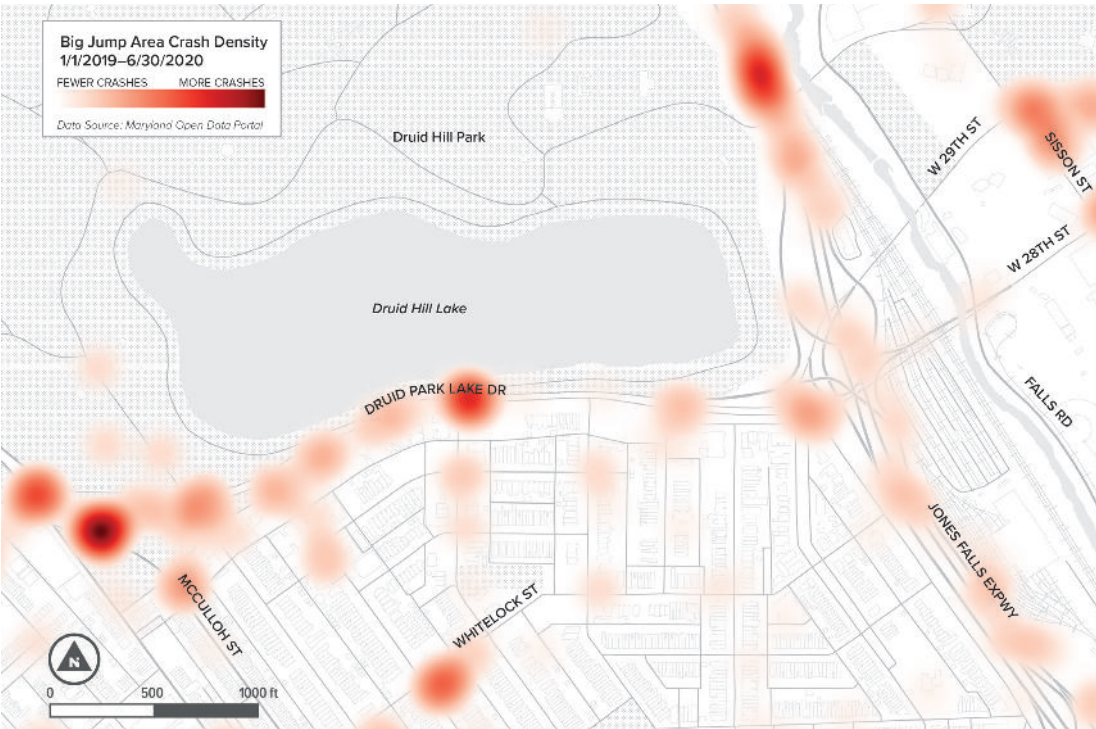 Big Jump Area Crash Density
1/1/2019–6/30/2020
FEWER CRASHES MORE CRASHES
Data Source: Maryland Open Data Portal
Druid Hill Park
W 29TH ST
SISSON ST
W 28TH ST
Druid Hill Lake
DRUID PARK LAKE DR
FALLS RD
JONES FALLS EXPWY
MCCULLOH ST
WHITELOCK ST
N
0 500 1000 ft